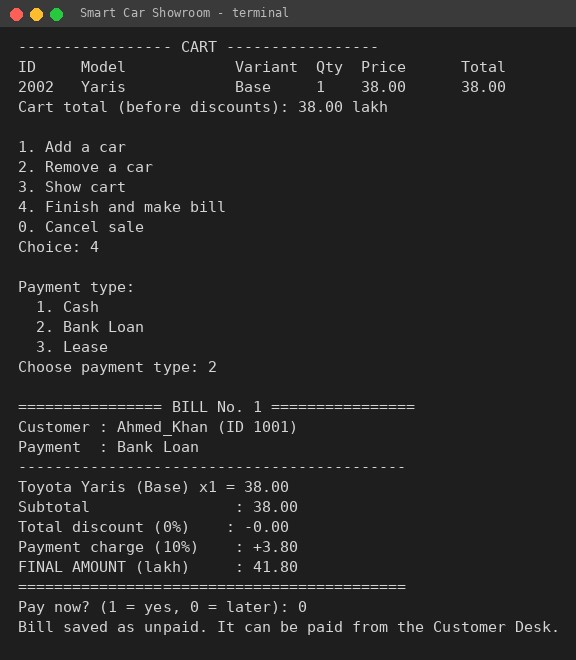 Smart Car Showroom - terminal
----------------- CART -----------------
ID     Model            Variant  Qty  Price      Total
2002   Yaris            Base     1    38.00      38.00
Cart total (before discounts): 38.00 lakh
1. Add a car
2. Remove a car
3. Show cart
4. Finish and make bill
0. Cancel sale
Choice: 4
Payment type:
  1. Cash
  2. Bank Loan
  3. Lease
Choose payment type: 2
================ BILL No. 1 ================
Customer : Ahmed_Khan (ID 1001)
Payment  : Bank Loan
-------------------------------------------
Toyota Yaris (Base) x1 = 38.00
Subtotal                : 38.00
Total discount (0%)    : -0.00
Payment charge (10%)    : +3.80
FINAL AMOUNT (lakh)     : 41.80
===========================================
Pay now? (1 = yes, 0 = later): 0
Bill saved as unpaid. It can be paid from the Customer Desk.